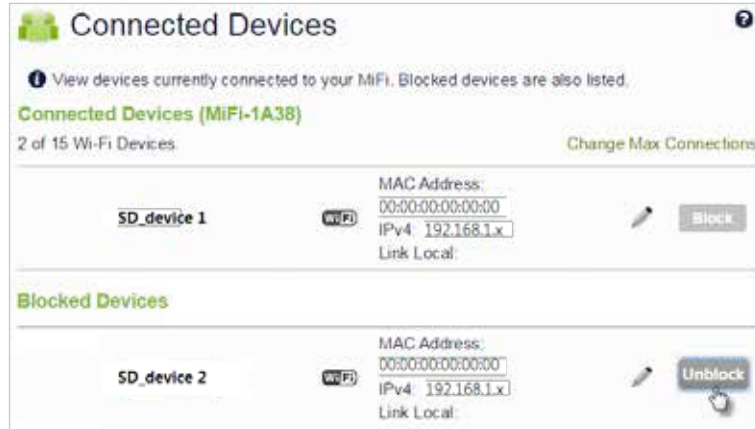 Connected Devices
?
i View devices currently connected to your MiFi. Blocked devices are also listed.
Connected Devices (MiFi-1A38)
2 of 15 Wi-Fi Devices. Change Max Connections
MAC Address:
SD_device 1 WiFi 00:00:00:00:00:00 Block
IPv4: 192.168.1.x
Link Local:
Blocked Devices
MAC Address:
SD_device 2 WiFi 00:00:00:00:00:00 Unblock
IPv4: 192.168.1.x
Link Local: